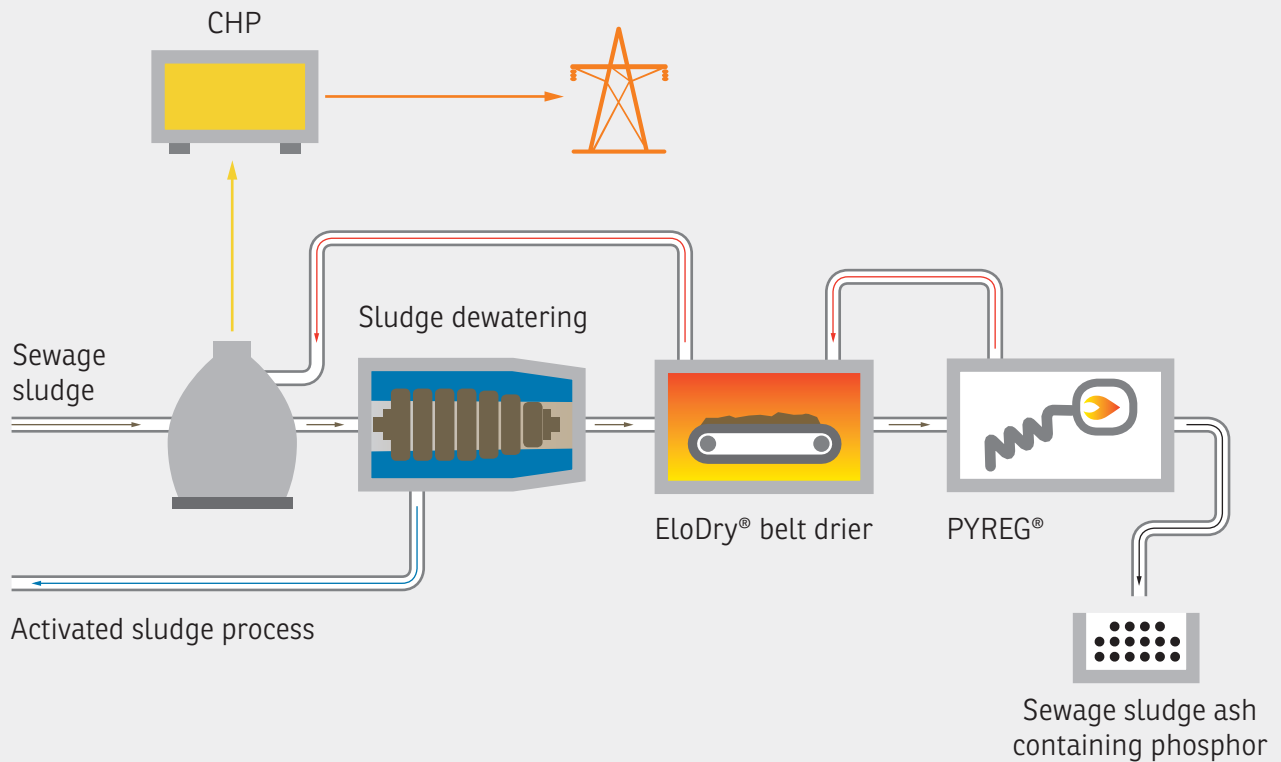 CHP
Sludge dewatering
Sewage
sludge
EloDry® belt drier
PYREG®
Activated sludge process
Sewage sludge ash
containing phosphor